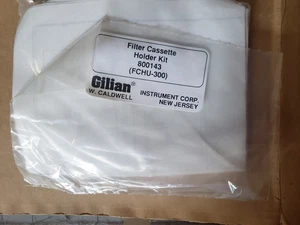 Filter Cassette
Holder Kit
800143
(FCHU-300)
Gilian®
INSTRUMENT CORP.
W. CALDWELL
NEW JERSEY